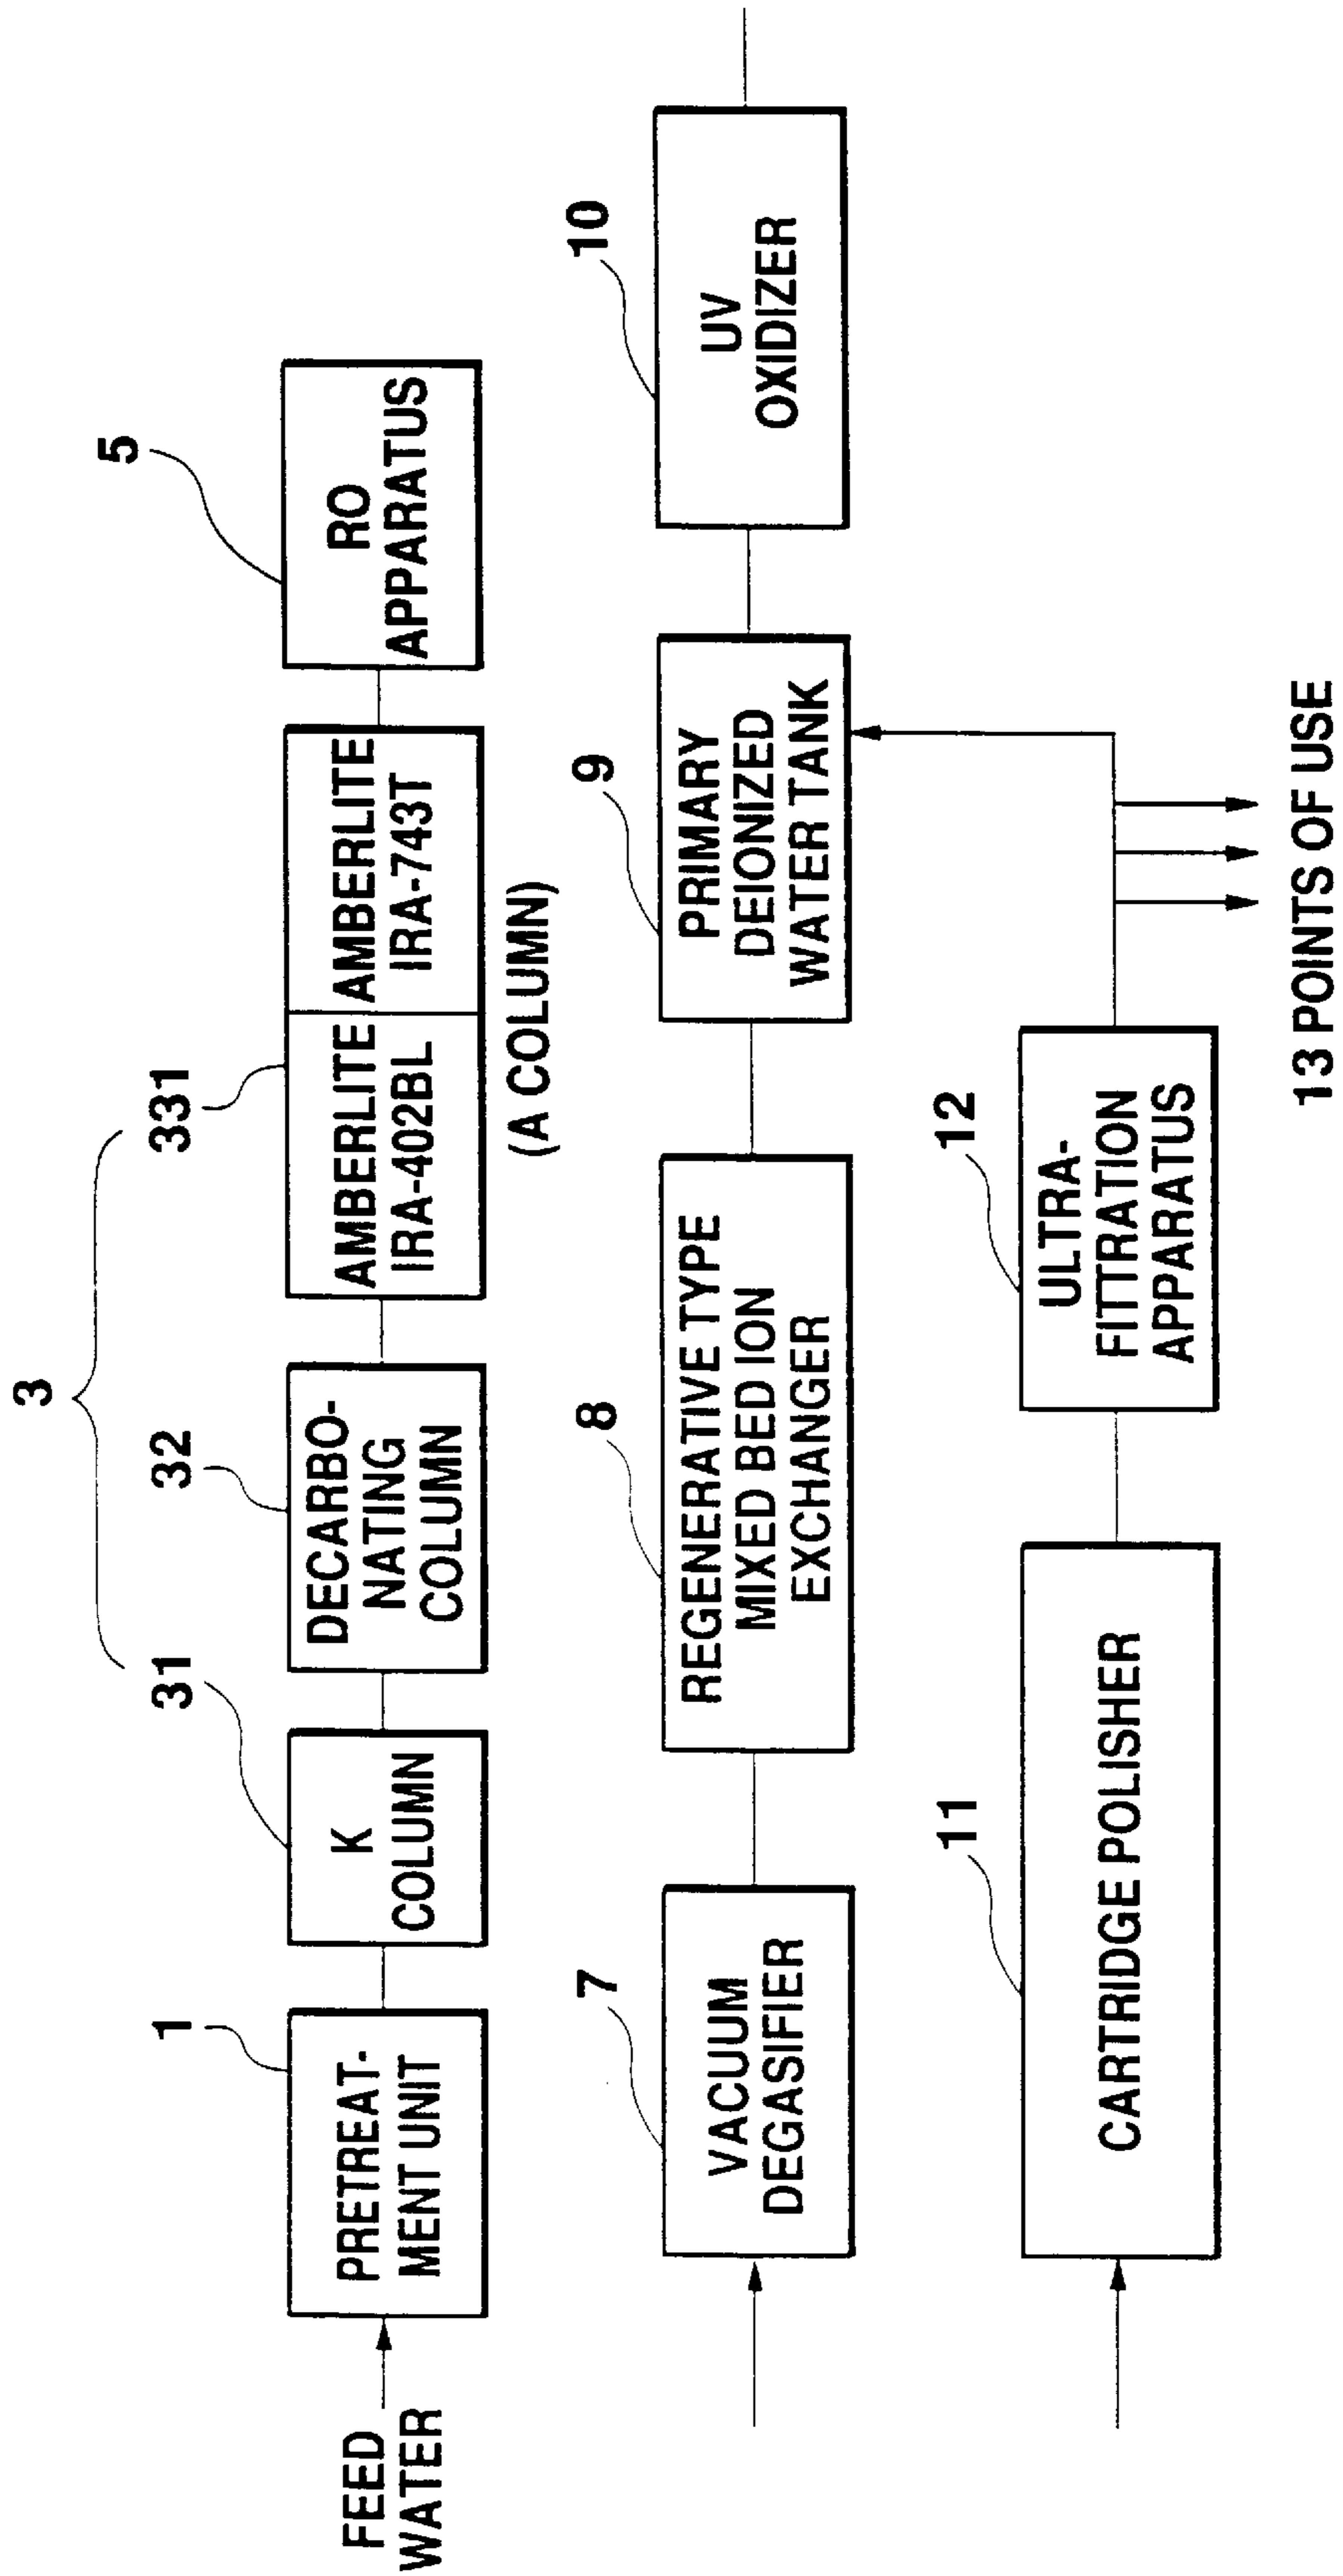 3
1
31
32
331
5
FEED
WATER
PRETREAT-
MENT UNIT
K
COLUMN
DECARBO-
NATING
COLUMN
AMBERLITE
IRA-402BL
AMBERLITE
IRA-743T
(A COLUMN)
RO
APPARATUS
7
8
9
10
VACUUM
DEGASIFIER
REGENERATIVE TYPE
MIXED BED ION
EXCHANGER
PRIMARY
DEIONIZED
WATER TANK
UV
OXIDIZER
11
12
CARTRIDGE POLISHER
ULTRA-
FITTRATION
APPARATUS
13 POINTS OF USE